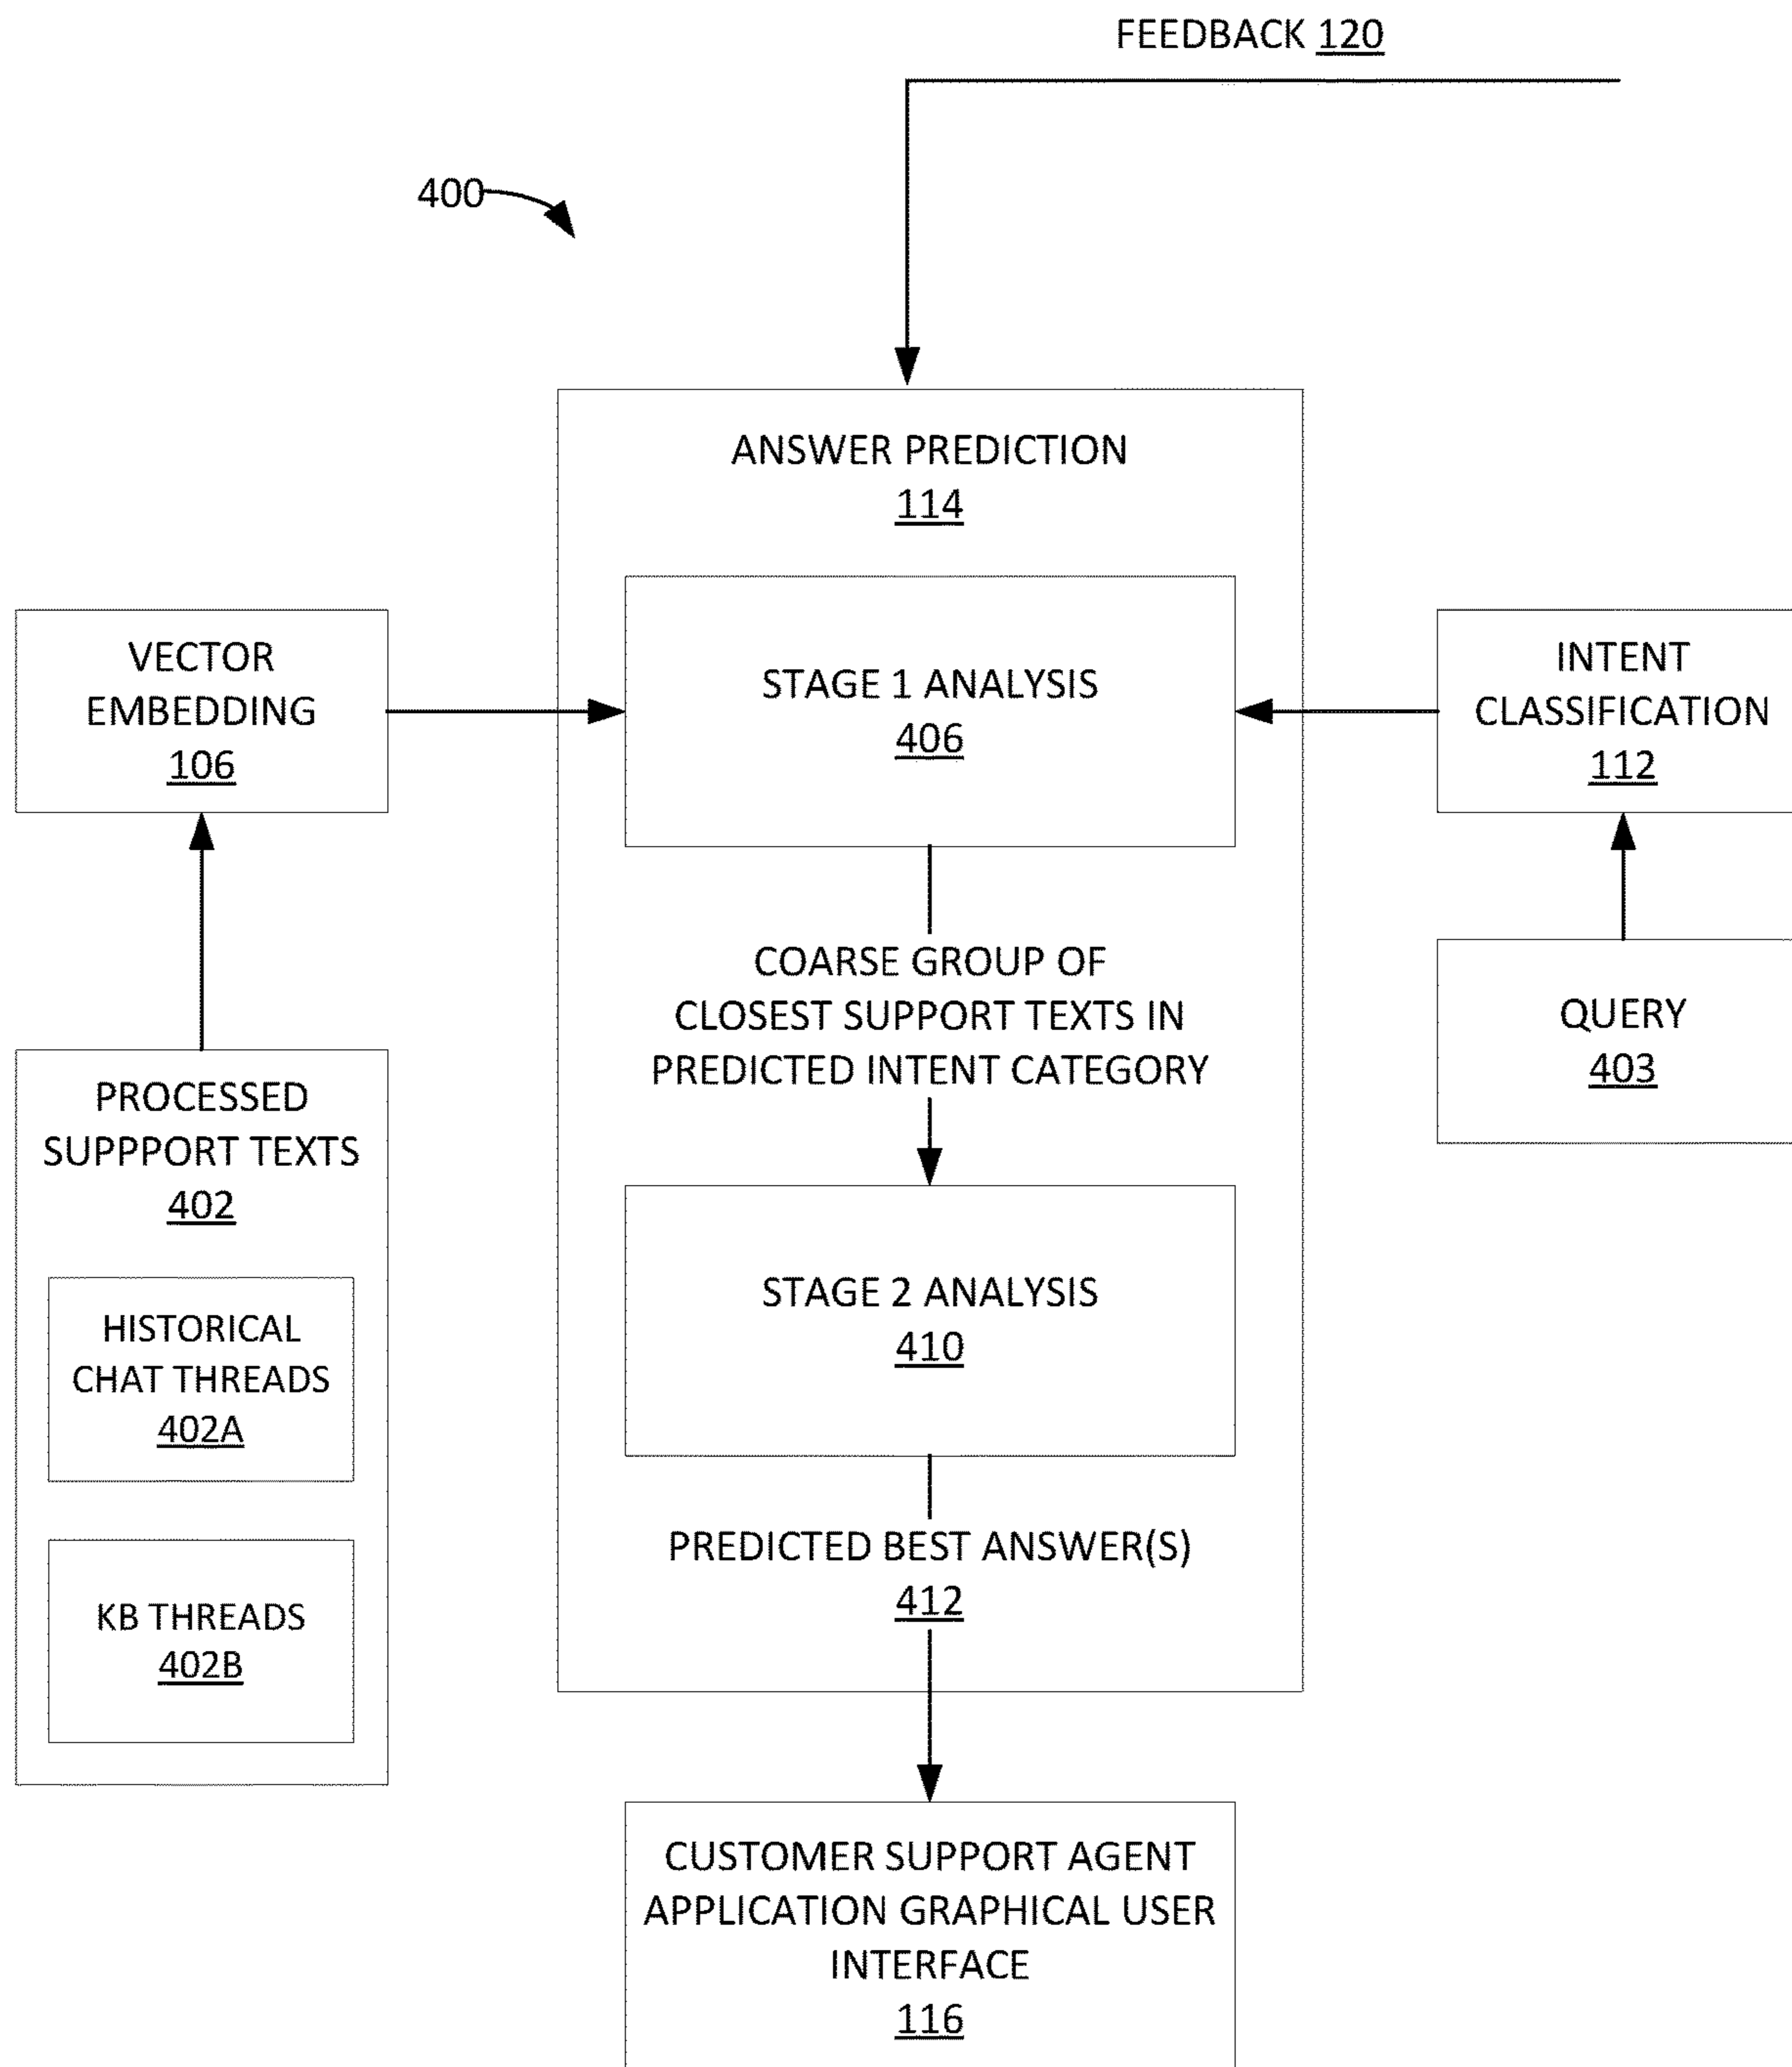 FEEDBACK 120
400
ANSWER PREDICTION
114
VECTOR
EMBEDDING
106
STAGE 1 ANALYSIS
406
INTENT
CLASSIFICATION
112
COARSE GROUP OF
CLOSEST SUPPORT TEXTS IN
PREDICTED INTENT CATEGORY
QUERY
403
PROCESSED
SUPPPORT TEXTS
402
HISTORICAL
CHAT THREADS
402A
KB THREADS
402B
STAGE 2 ANALYSIS
410
PREDICTED BEST ANSWER(S)
412
CUSTOMER SUPPORT AGENT
APPLICATION GRAPHICAL USER
INTERFACE
116